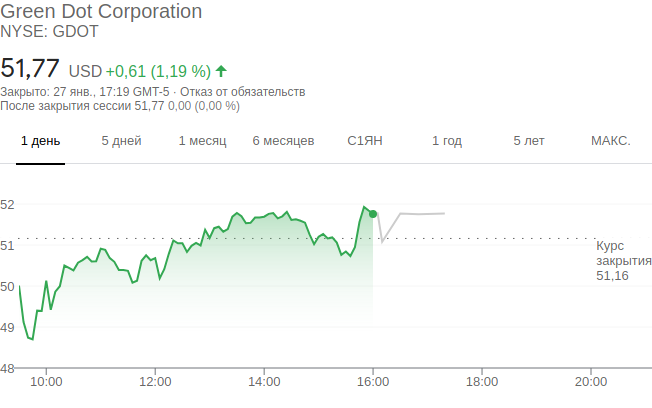 Green Dot Corporation
NYSE: GDOT
51,77 USD +0,61 (1,19 %)
Закрыто: 27 янв., 17:19 GMT-5 · Отказ от обязательств
После закрытия сессии 51,77 0,00 (0,00 %)
1 день 5 дней 1 месяц 6 месяцев С1ЯН 1 год 5 лет МАКС.
52
51
50
49
48
Курс
закрытия
51,16
10:00 12:00 14:00 16:00 18:00 20:00